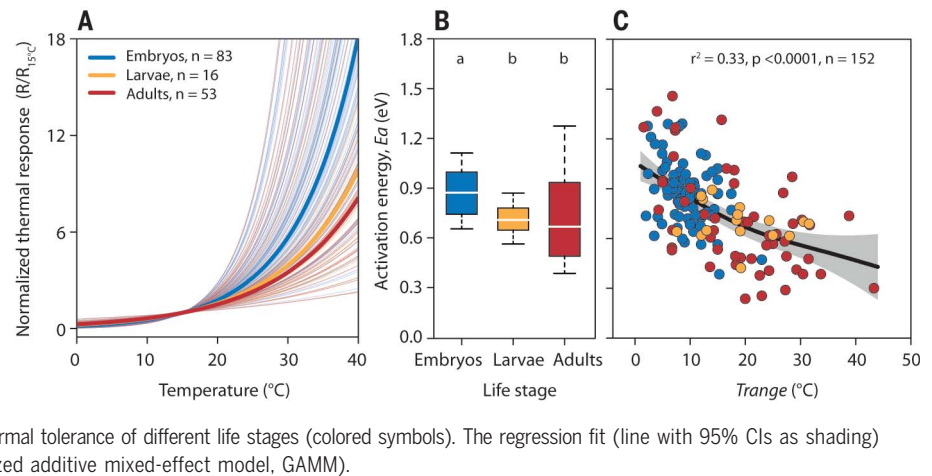 A
B
C
Normalized thermal response (R/R15°C)
18
12
6
0
Embryos, n = 83
Larvae, n = 16
Adults, n = 53
0 10 20 30 40
Temperature (°C)
Activation energy, Ea (eV)
1.8
1.5
1.2
0.9
0.6
0.3
0.0
a b b
Embryos Larvae Adults
Life stage
r² = 0.33, p <0.0001, n = 152
0 10 20 30 40 50
Trange (°C)
rmal tolerance of different life stages (colored symbols). The regression fit (line with 95% CIs as shading)
zed additive mixed-effect model, GAMM).